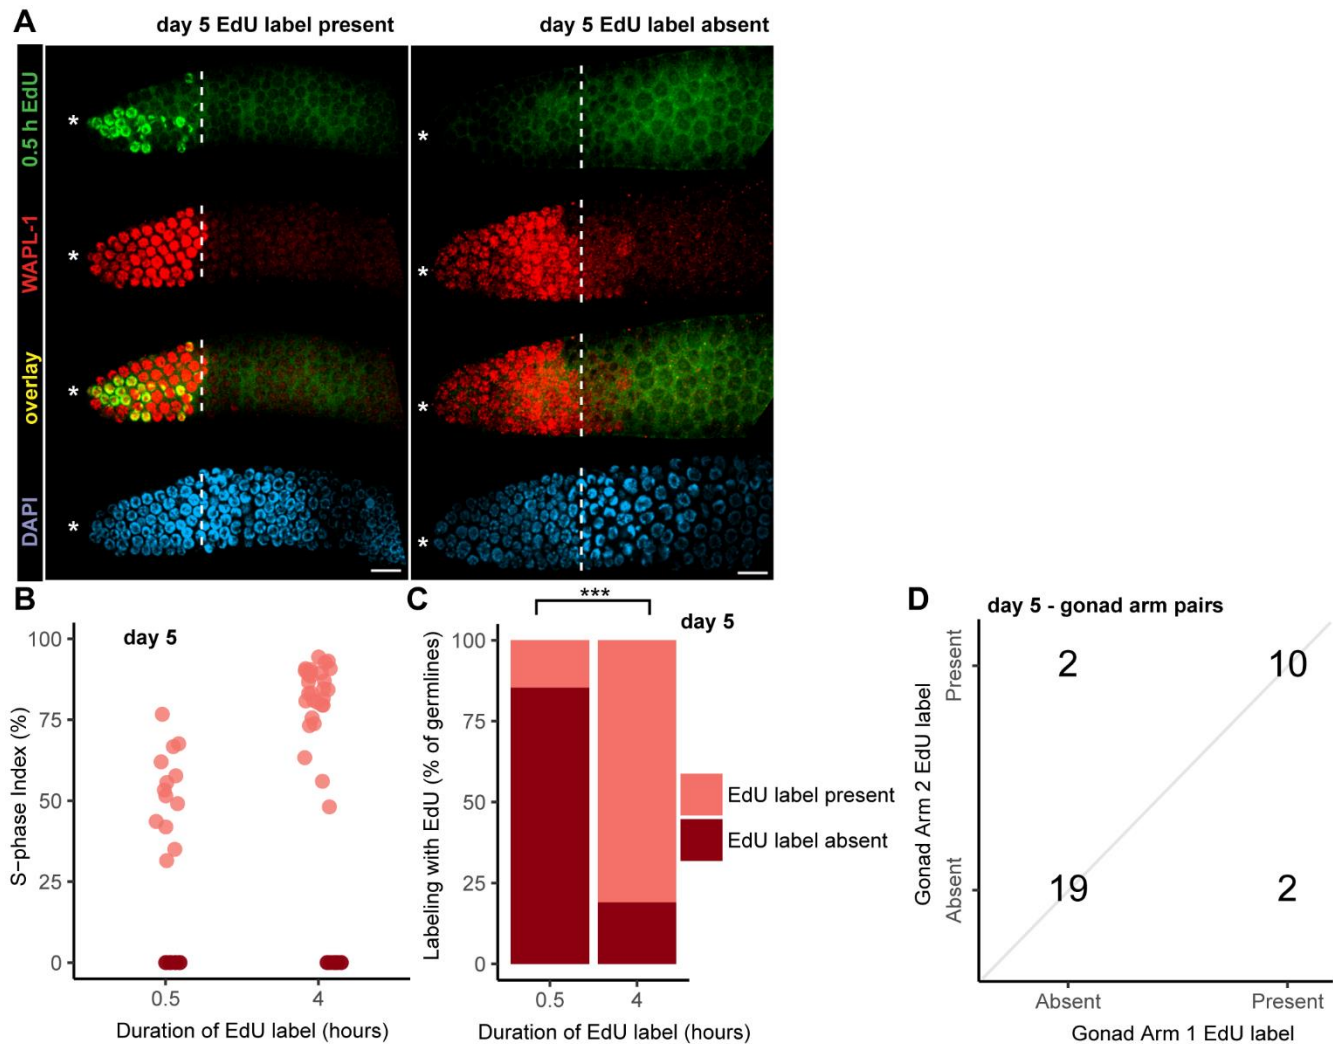 A
day 5 EdU label present
day 5 EdU label absent
0.5 h EdU
*
*
WAPL-1
*
*
overlay
*
*
DAPI
*
*
B
day 5
S−phase Index (%)
100
75
50
25
0
0.5
4
Duration of EdU label (hours)
C
***
day 5
Labeling with EdU (% of germlines)
100
75
50
25
0
0.5
4
Duration of EdU label (hours)
EdU label present
EdU label absent
D
day 5 - gonad arm pairs
Gonad Arm 2 EdU label
Present
Absent
2
10
19
2
Absent
Present
Gonad Arm 1 EdU label